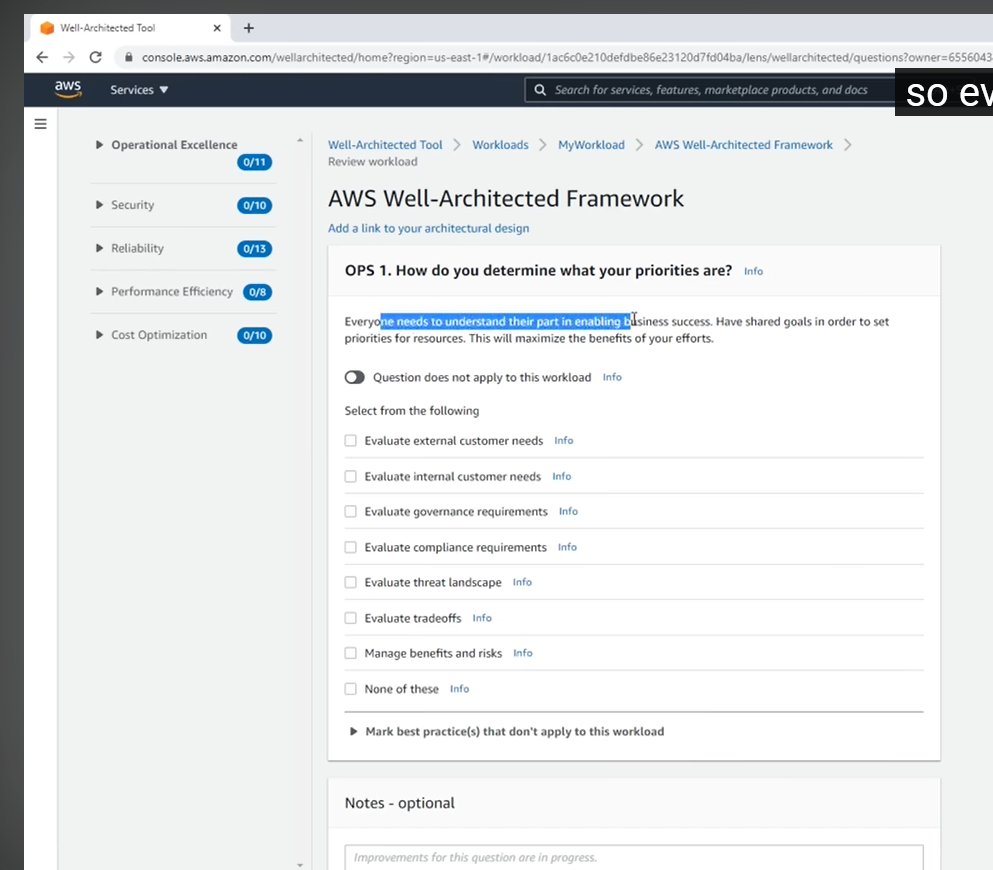 Well-Architected Tool
console.aws.amazon.com/wellarchitected/home?region=us-east-1#/workload/1ac6c0e210defdbe86e23120d7fd04ba/lens/wellarchitected/questions?owner=6556043
aws Services Search for services, features, marketplace products, and docs
so ev
Operational Excellence
0/11
Security 0/10
Reliability 0/13
Performance Efficiency 0/8
Cost Optimization 0/10
Well-Architected Tool Workloads MyWorkload AWS Well-Architected Framework
Review workload
AWS Well-Architected Framework
Add a link to your architectural design
OPS 1. How do you determine what your priorities are? Info
Everyone needs to understand their part in enabling business success. Have shared goals in order to set
priorities for resources. This will maximize the benefits of your efforts.
Question does not apply to this workload Info
Select from the following
Evaluate external customer needs Info
Evaluate internal customer needs Info
Evaluate governance requirements Info
Evaluate compliance requirements Info
Evaluate threat landscape Info
Evaluate tradeoffs Info
Manage benefits and risks Info
None of these Info
Mark best practice(s) that don't apply to this workload
Notes - optional
Improvements for this question are in progress.